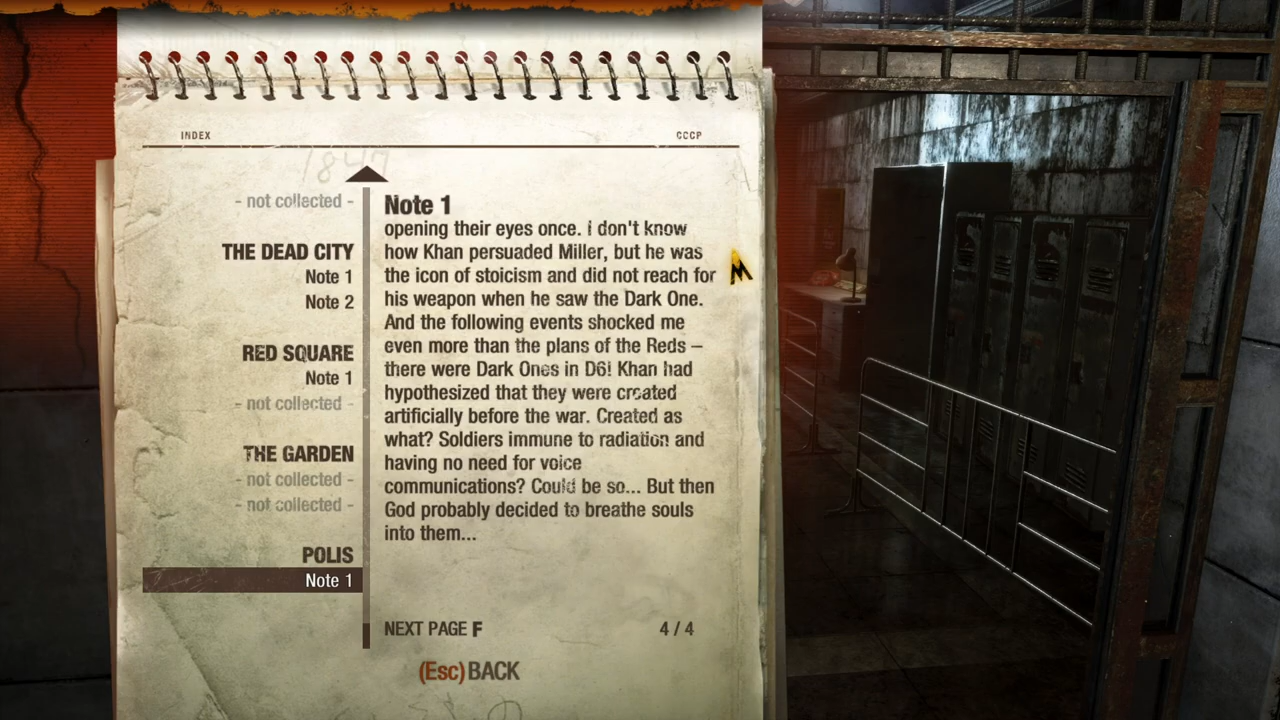 INDEX
CCCP
- not collected -
THE DEAD CITY
Note 1
Note 2
RED SQUARE
Note 1
- not collected -
THE GARDEN
- not collected -
- not collected -
POLIS
Note 1
Note 1
opening their eyes once. I don't know
how Khan persuaded Miller, but he was
the icon of stoicism and did not reach for
his weapon when he saw the Dark One.
And the following events shocked me
even more than the plans of the Reds –
there were Dark Ones in D6! Khan had
hypothesized that they were created
artificially before the war. Created as
what? Soldiers immune to radiation and
having no need for voice
communications? Could be so... But then
God probably decided to breathe souls
into them...
NEXT PAGE F
4 / 4
(Esc) BACK